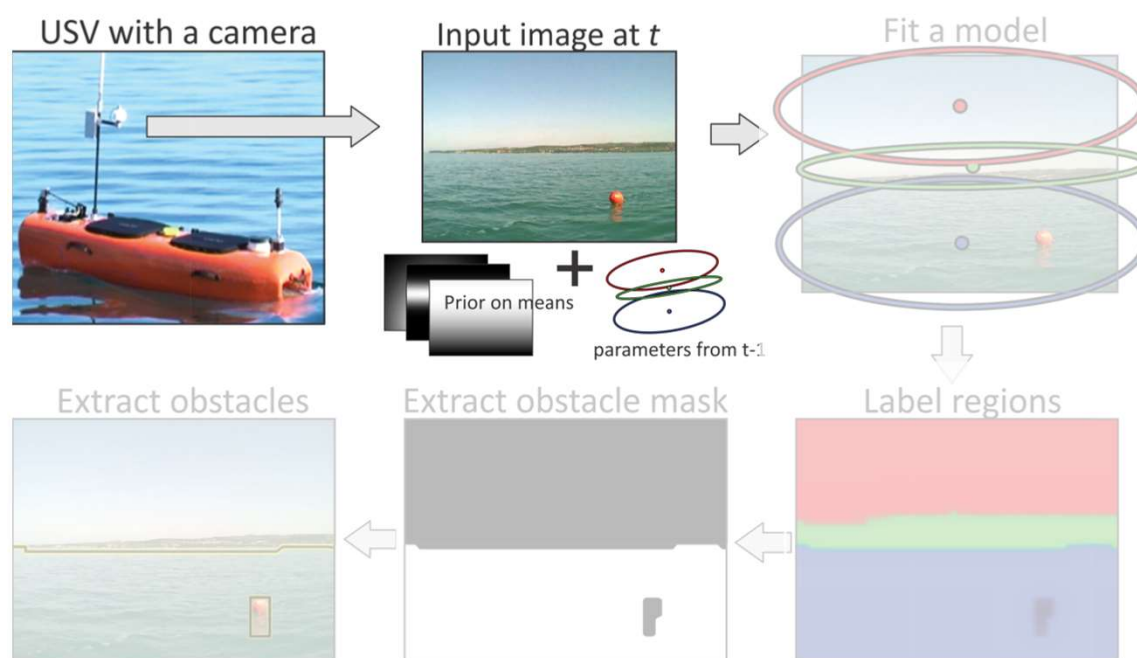 USV with a camera
Input image at t
Fit a model
Prior on means
parameters from t-1
Extract obstacles
Extract obstacle mask
Label regions